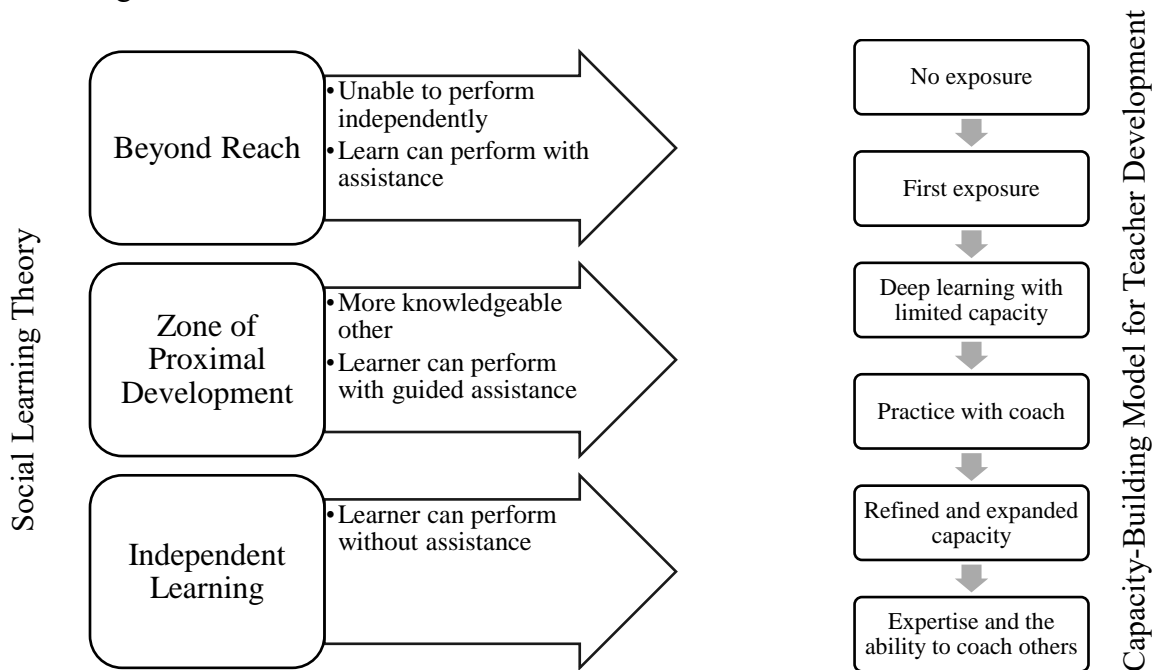 Social Learning Theory
Beyond Reach
•Unable to perform
independently
•Learn can perform with
assistance
Zone of
Proximal
Development
•More knowledgeable
other
•Learner can perform
with guided assistance
Independent
Learning
•Learner can perform
without assistance
No exposure
First exposure
Deep learning with
limited capacity
Practice with coach
Refined and expanded
capacity
Expertise and the
ability to coach others
Capacity-Building Model for Teacher Development